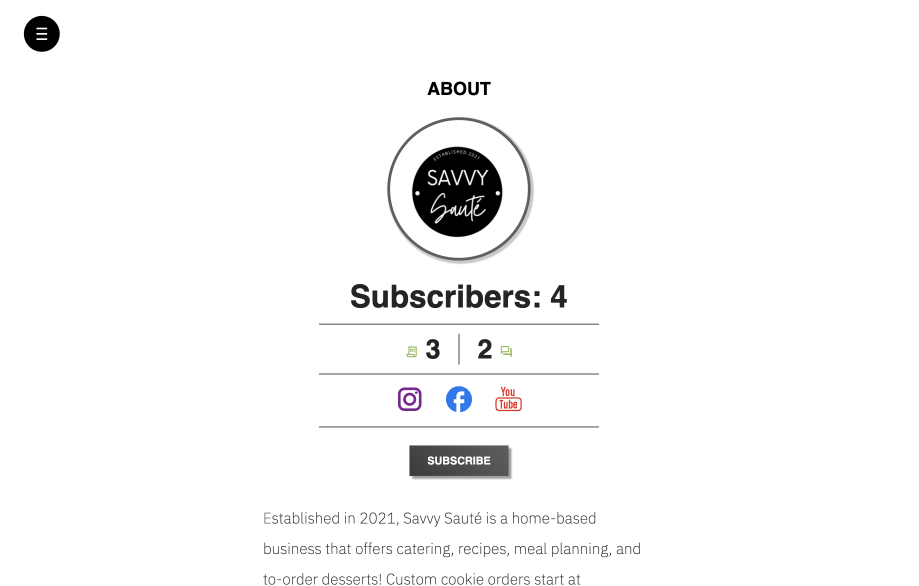 ABOUT
ESTABLISHED 2021
SAVVY
Sauté
Subscribers: 4
3 2
You
Tube
SUBSCRIBE
Established in 2021, Savvy Sauté is a home-based
business that offers catering, recipes, meal planning, and
to-order desserts! Custom cookie orders start at